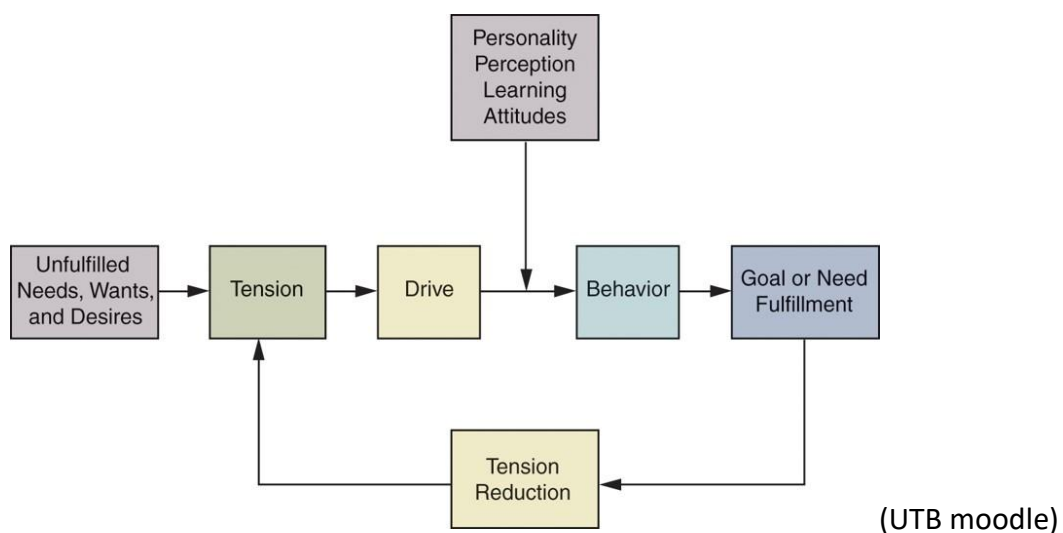 Personality
Perception
Learning
Attitudes
Unfulfilled
Needs, Wants,
and Desires
Tension
Drive
Behavior
Goal or Need
Fulfillment
Tension
Reduction
(UTB moodle)